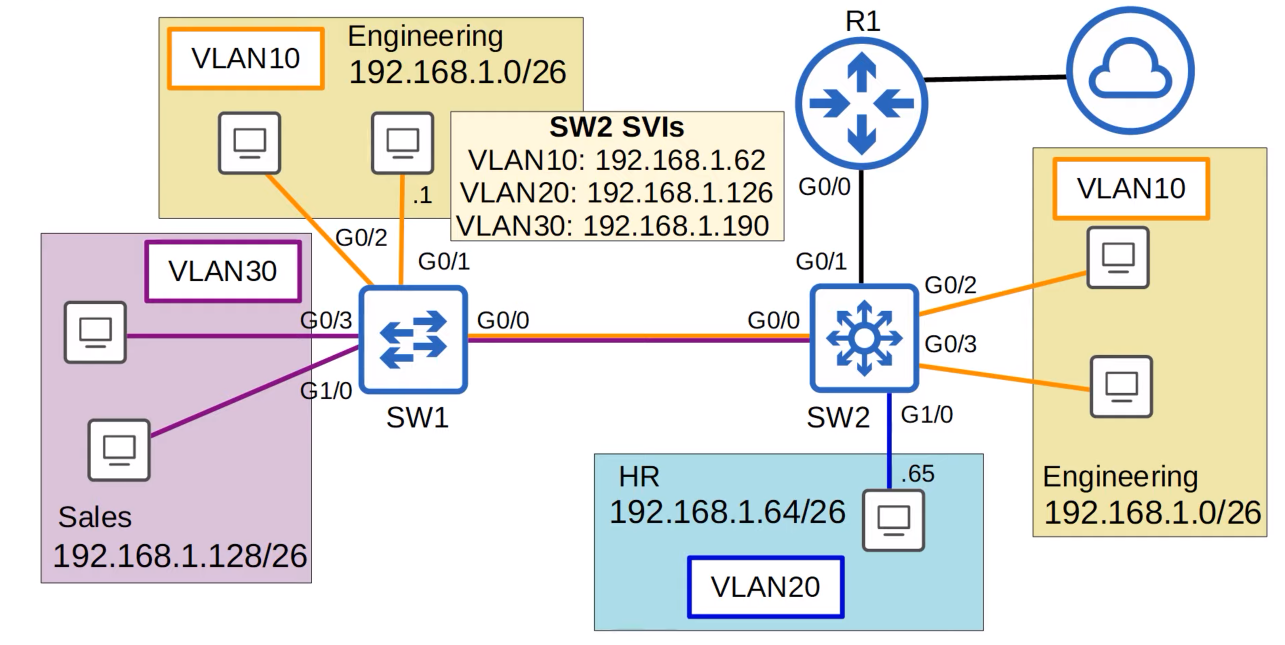 VLAN10
Engineering
192.168.1.0/26
.1
SW2 SVIs
VLAN10: 192.168.1.62
VLAN20: 192.168.1.126
VLAN30: 192.168.1.190
R1
G0/0
G0/1
VLAN10
Engineering
192.168.1.0/26
VLAN30
Sales
192.168.1.128/26
G0/2
G0/1
G0/3
G1/0
G0/0
SW1
G0/0
G0/2
G0/3
SW2
G1/0
HR
192.168.1.64/26
.65
VLAN20